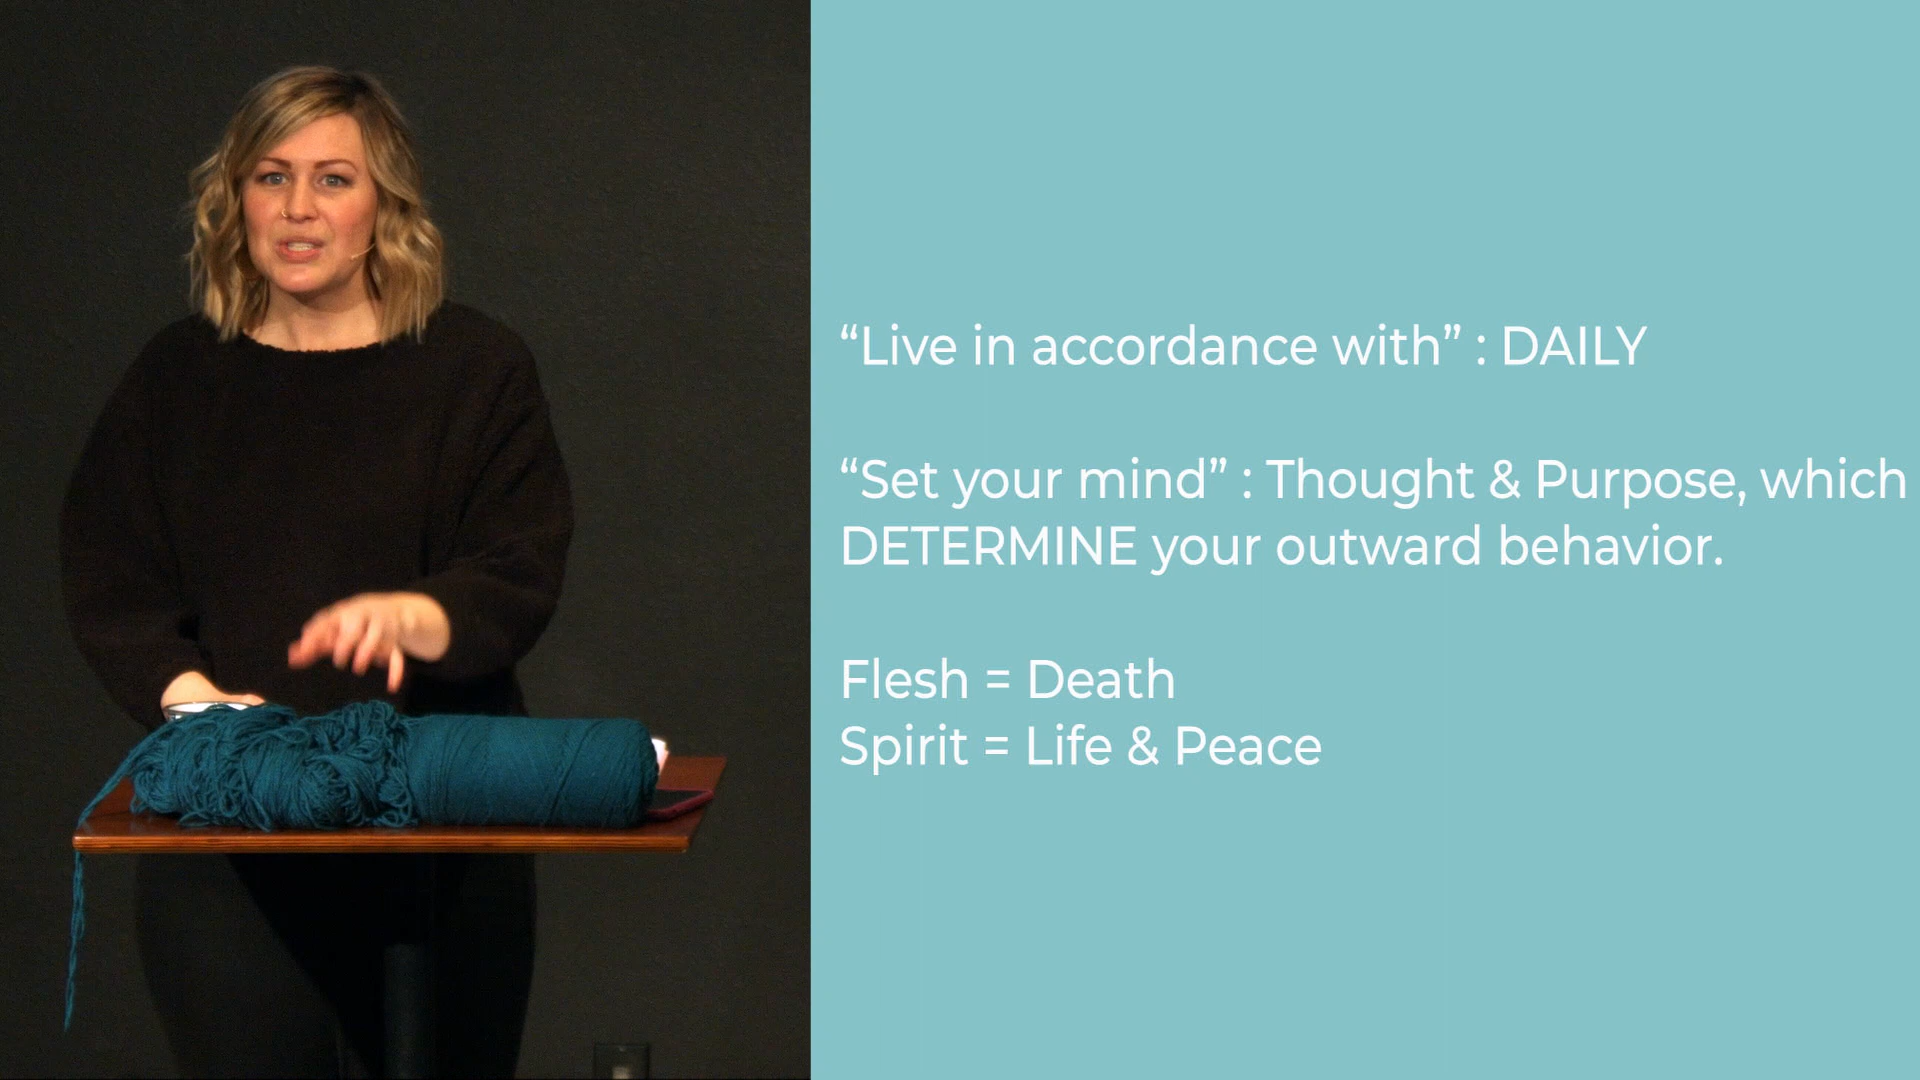 “Live in accordance with” : DAILY
“Set your mind” : Thought & Purpose, which
DETERMINE your outward behavior.
Flesh = Death
Spirit = Life & Peace